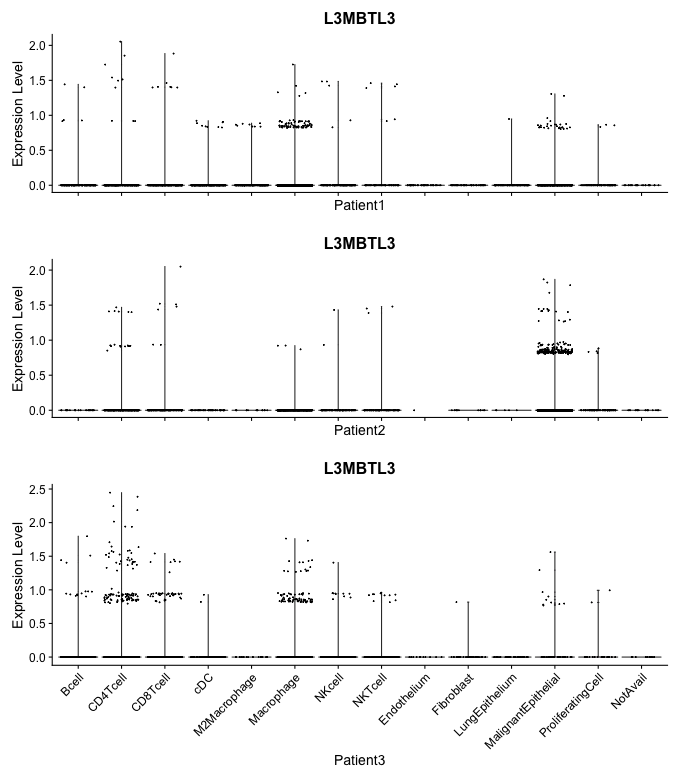 L3MBTL3
Expression Level
2.0
1.5
1.0
0.5
0.0
Patient1
L3MBTL3
Expression Level
2.0
1.5
1.0
0.5
0.0
Patient2
L3MBTL3
Expression Level
2.5
2.0
1.5
1.0
0.5
0.0
Bcell
CD4Tcell
CD8Tcell
cDC
M2Macrophage
Macrophage
NKcell
NKTcell
Endothelium
Fibroblast
LungEpithelium
MalignantEpithelial
ProliferatingCell
NotAvail
Patient3